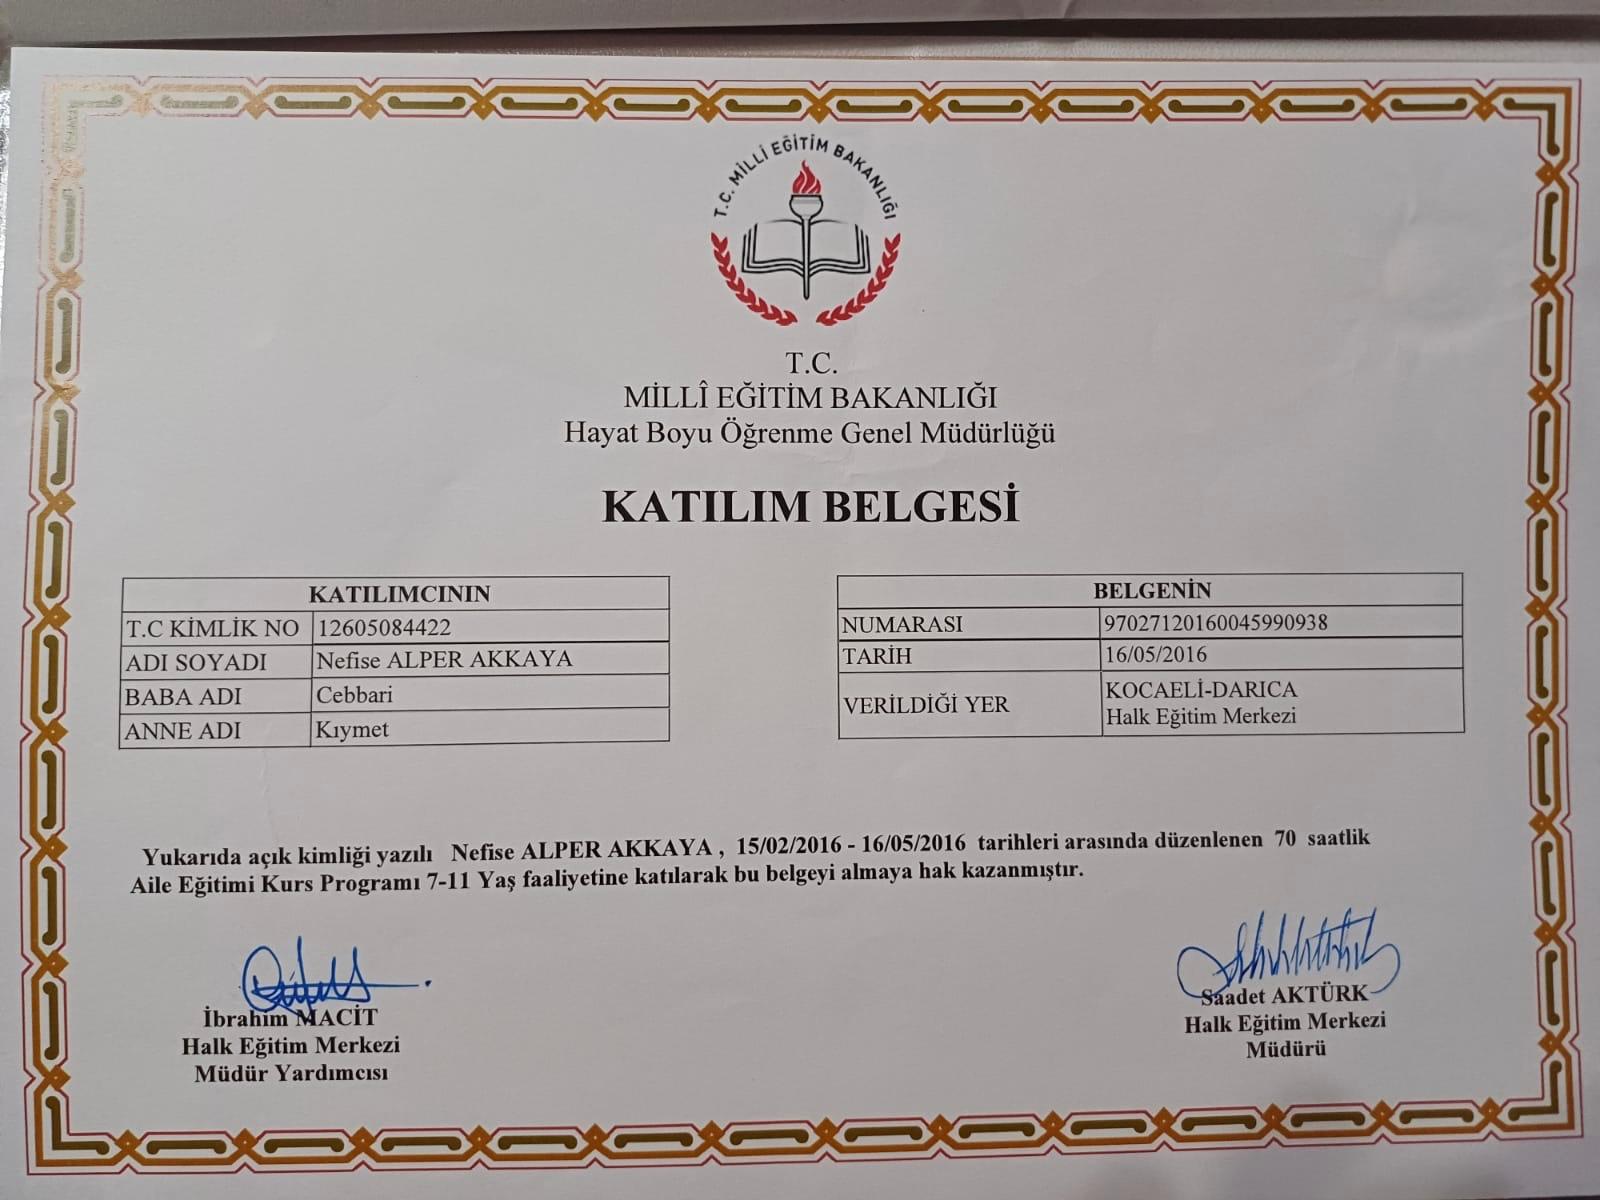 T.C. MİLLİ EĞİTİM BAKANLIĞI
T.C.
MİLLÎ EĞİTİM BAKANLIĞI
Hayat Boyu Öğrenme Genel Müdürlüğü
KATILIM BELGESİ
KATILIMCININ
T.C KİMLİK NO 12605084422
ADI SOYADI Nefise ALPER AKKAYA
BABA ADI Cebbari
ANNE ADI Kıymet
BELGENİN
NUMARASI 97027120160045990938
TARİH 16/05/2016
VERİLDİĞİ YER KOCAELİ-DARICA
Halk Eğitim Merkezi
Yukarıda açık kimliği yazılı Nefise ALPER AKKAYA , 15/02/2016 - 16/05/2016 tarihleri arasında düzenlenen 70 saatlik
Aile Eğitimi Kurs Programı 7-11 Yaş faaliyetine katılarak bu belgeyi almaya hak kazanmıştır.
İbrahim MACİT
Halk Eğitim Merkezi
Müdür Yardımcısı
Saadet AKTÜRK
Halk Eğitim Merkezi
Müdürü